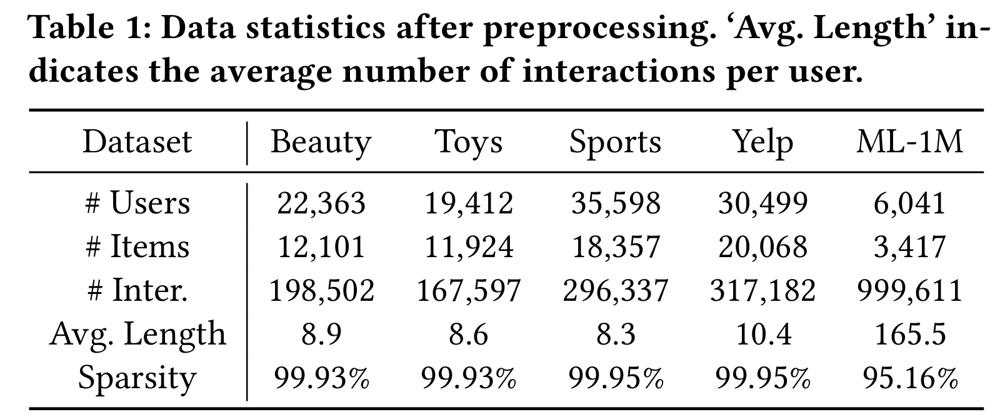 Table 1: Data statistics after preprocessing. ‘Avg. Length’ in-
dicates the average number of interactions per user.
Dataset Beauty Toys Sports Yelp ML-1M
# Users 22,363 19,412 35,598 30,499 6,041
# Items 12,101 11,924 18,357 20,068 3,417
# Inter. 198,502 167,597 296,337 317,182 999,611
Avg. Length 8.9 8.6 8.3 10.4 165.5
Sparsity 99.93% 99.93% 99.95% 99.95% 95.16%